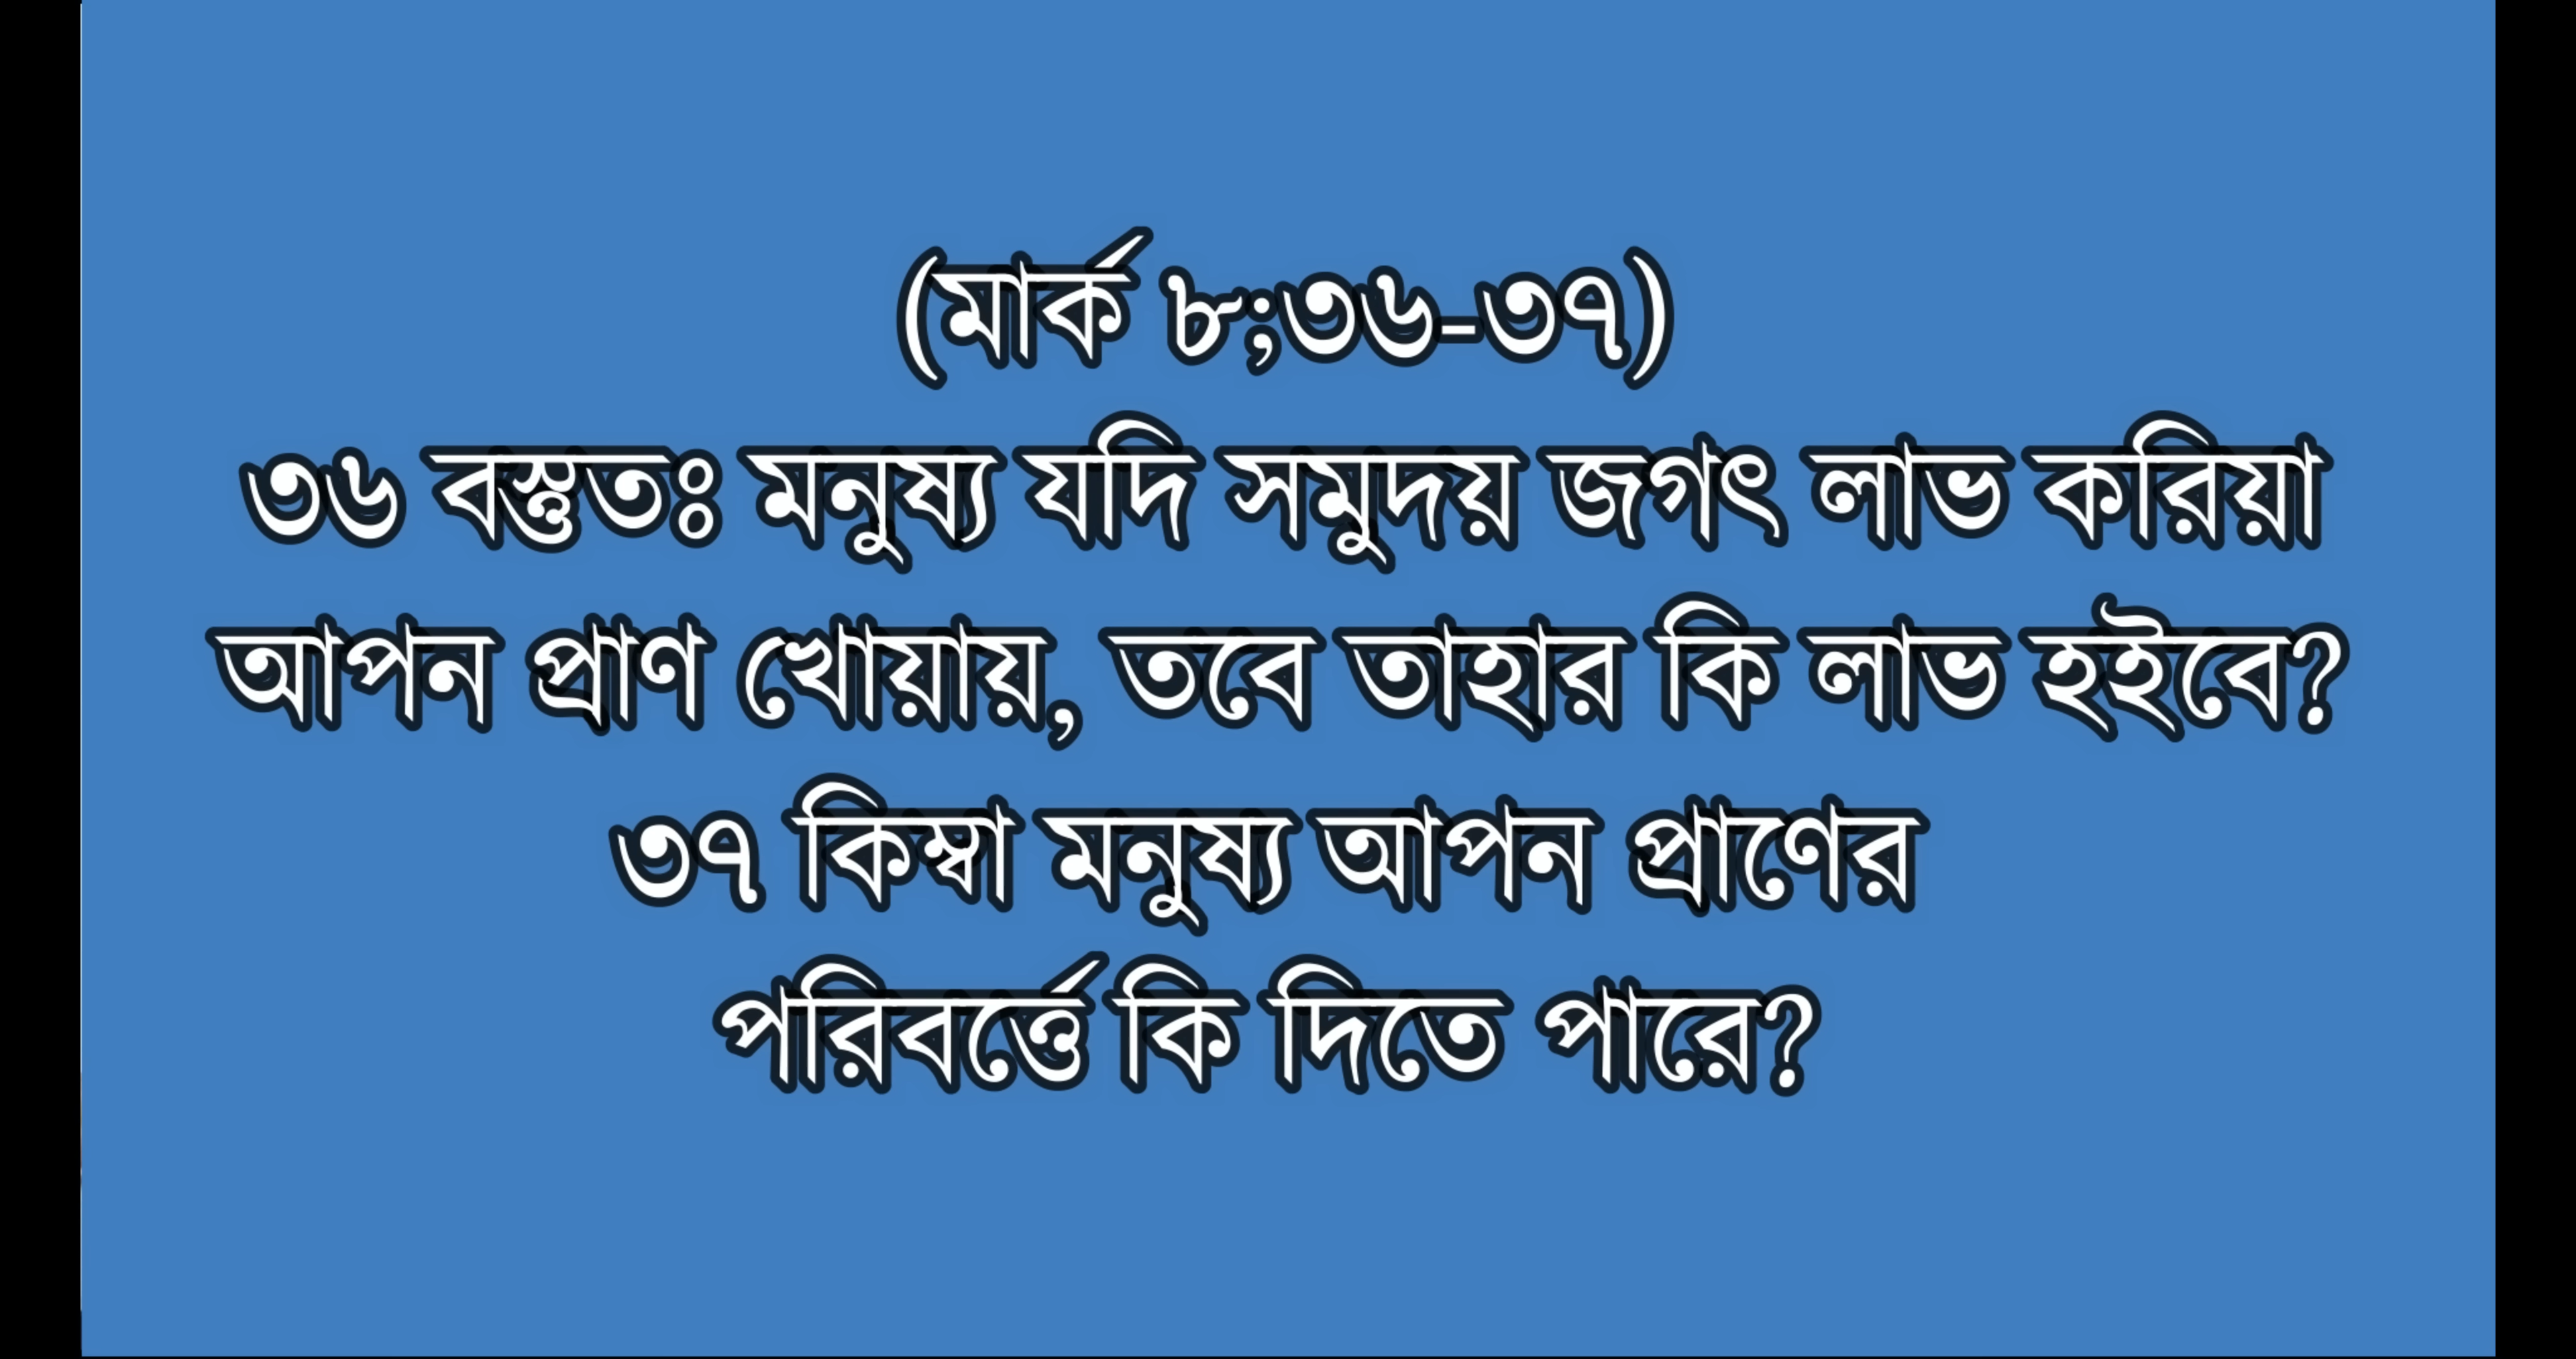 (মার্ক ৮;৩৬-৩৭)
৩৬ বস্তুতঃ মনুষ্য যদি সমুদয় জগৎ লাভ করিয়া
আপন প্রাণ খোয়ায়, তবে তাহার কি লাভ হইবে?
৩৭ কিম্বা মনুষ্য আপন প্রাণের
পরিবর্ত্তে কি দিতে পারে?